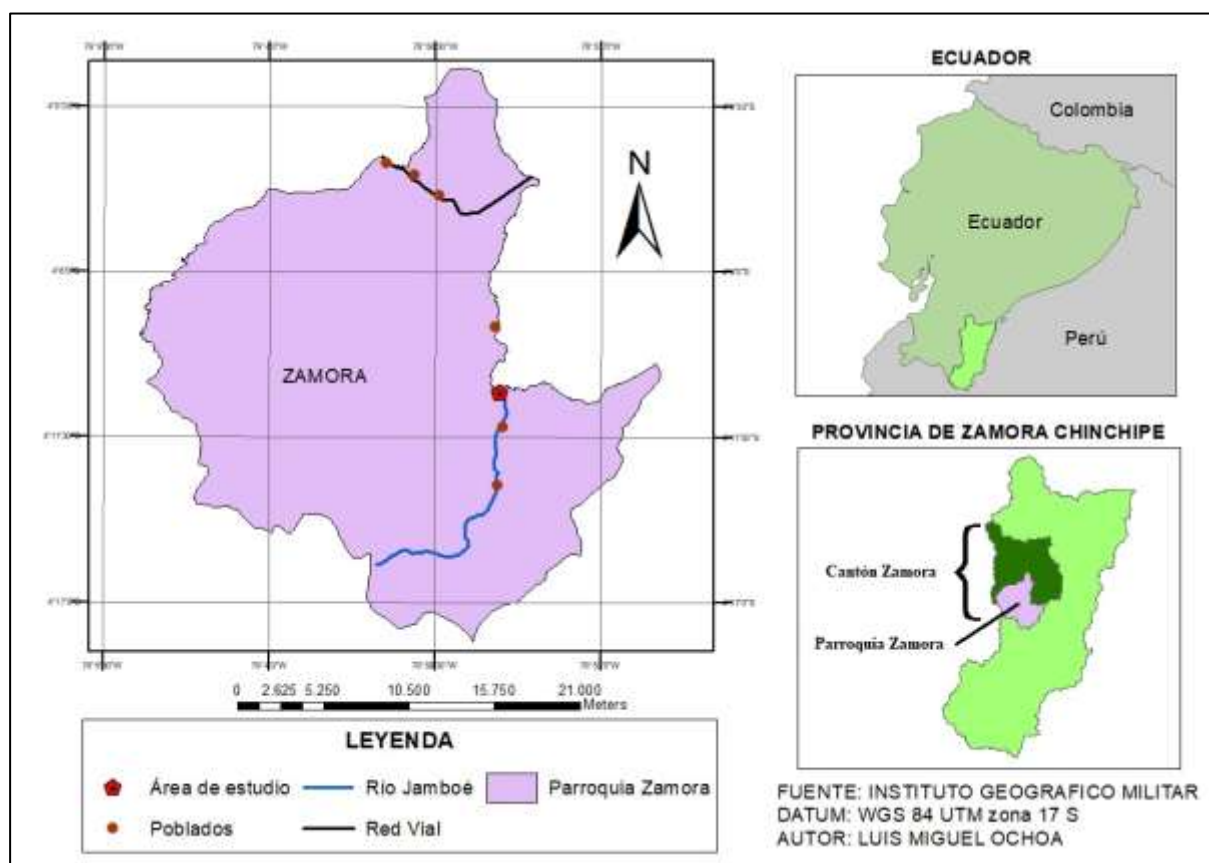 ECUADOR
Colombia
Ecuador
Perú
N
ZAMORA
PROVINCIA DE ZAMORA CHINCHIPE
Cantón Zamora
Parroquia Zamora
0 2.625 5.250 10.500 15.750 21.000
Meters
LEYENDA
Área de estudio
Río Jamboé
Parroquia Zamora
Poblados
Red Vial
FUENTE: INSTITUTO GEOGRAFICO MILITAR
DATUM: WGS 84 UTM zona 17 S
AUTOR: LUIS MIGUEL OCHOA